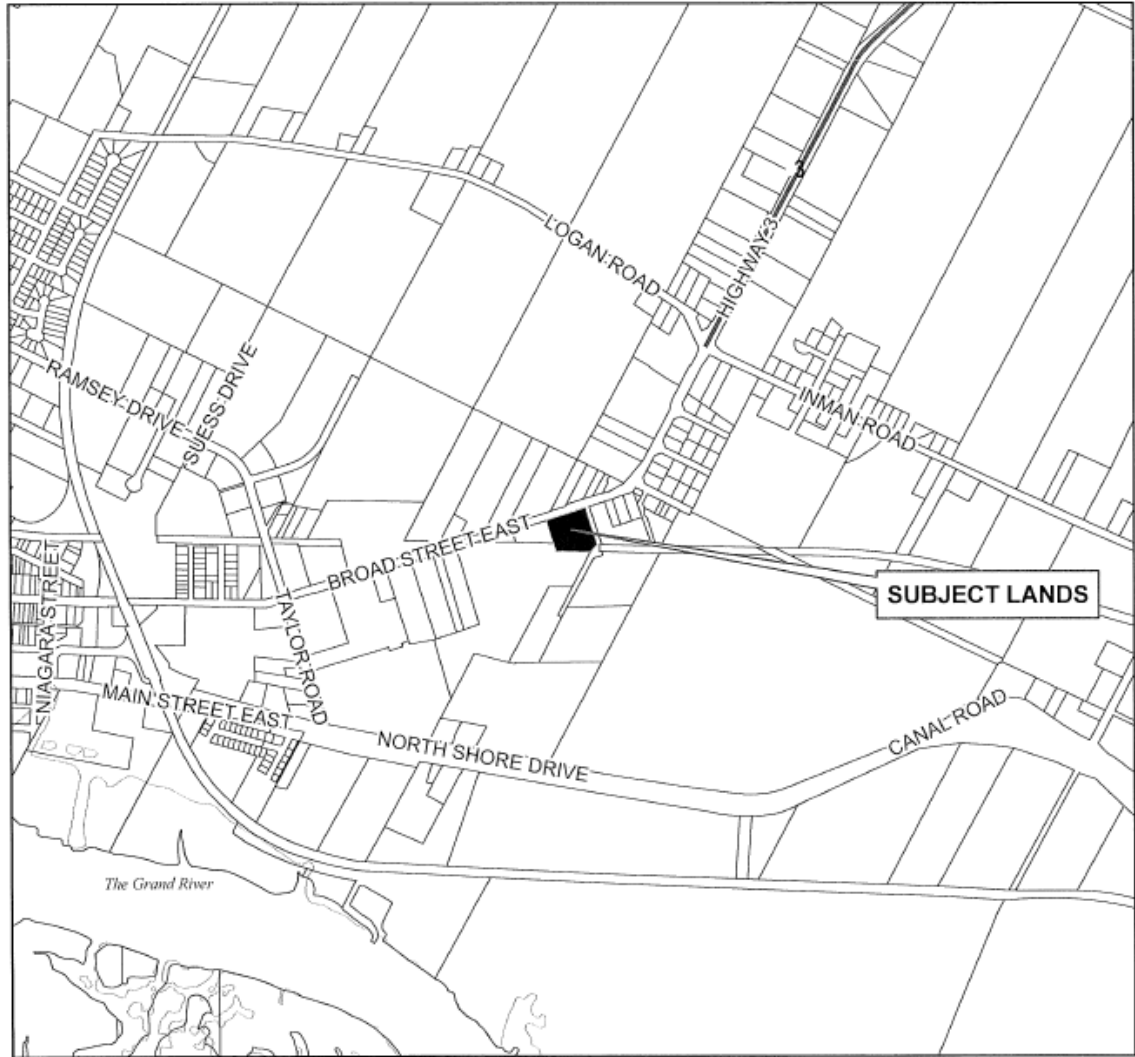 3
LOGAN ROAD
HIGHWAY 3
INMAN ROAD
RAMSEY DRIVE
SUESS DRIVE
BROAD STREET EAST
SUBJECT LANDS
NIAGARA STREET
TAYLOR ROAD
MAIN STREET EAST
NORTH SHORE DRIVE
CANAL ROAD
The Grand River